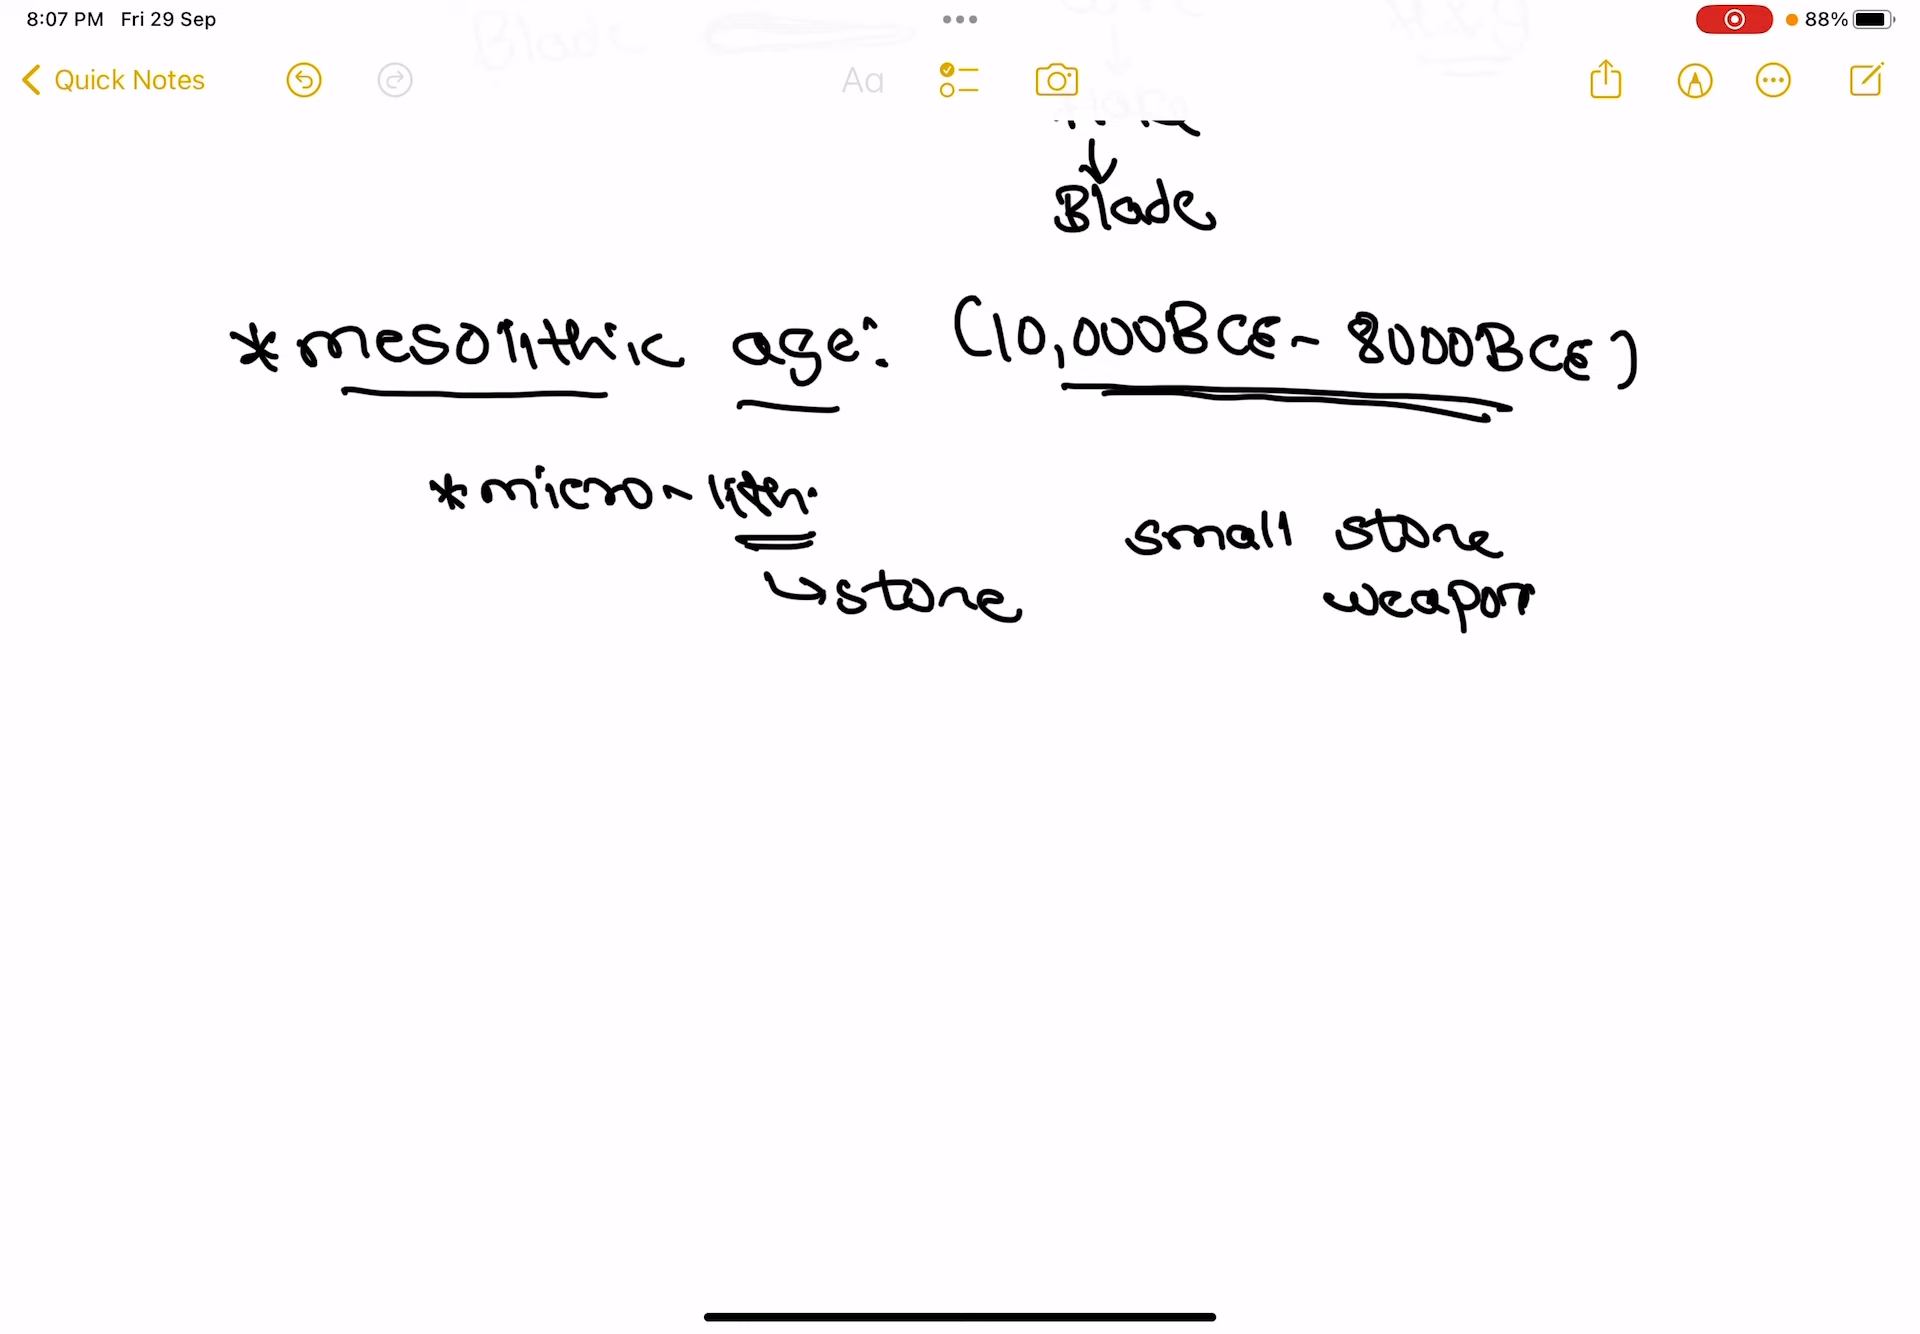 8:07 PM Fri 29 Sep 88%
Quick Notes Aa
Blade
*mesolithic age: (10,000BCE - 8000BCE)
*micro-lith.
small stone
↳stone weapon